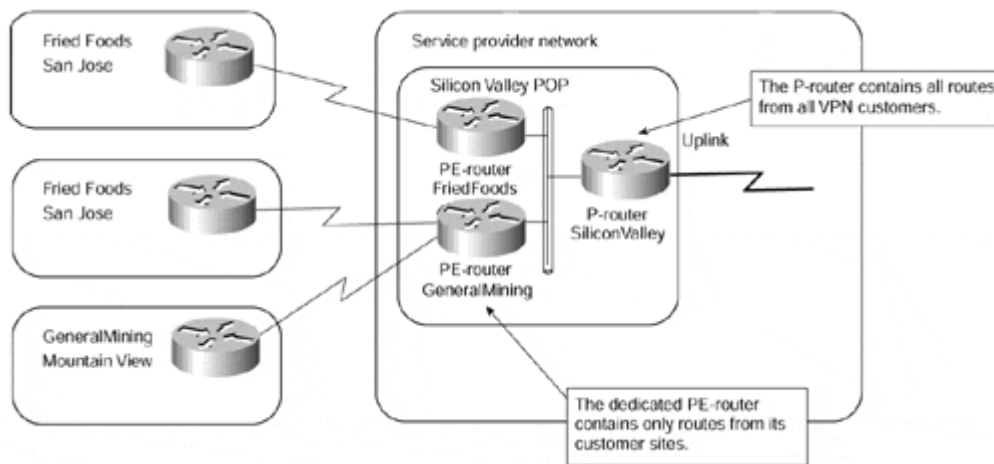 Fried Foods
San Jose
Fried Foods
San Jose
GeneralMining
Mountain View
Service provider network
Silicon Valley POP
PE-router
FriedFoods
PE-router
GeneralMining
Uplink
P-router
SiliconValley
The P-router contains all routes
from all VPN customers.
The dedicated PE-router
contains only routes from its
customer sites.